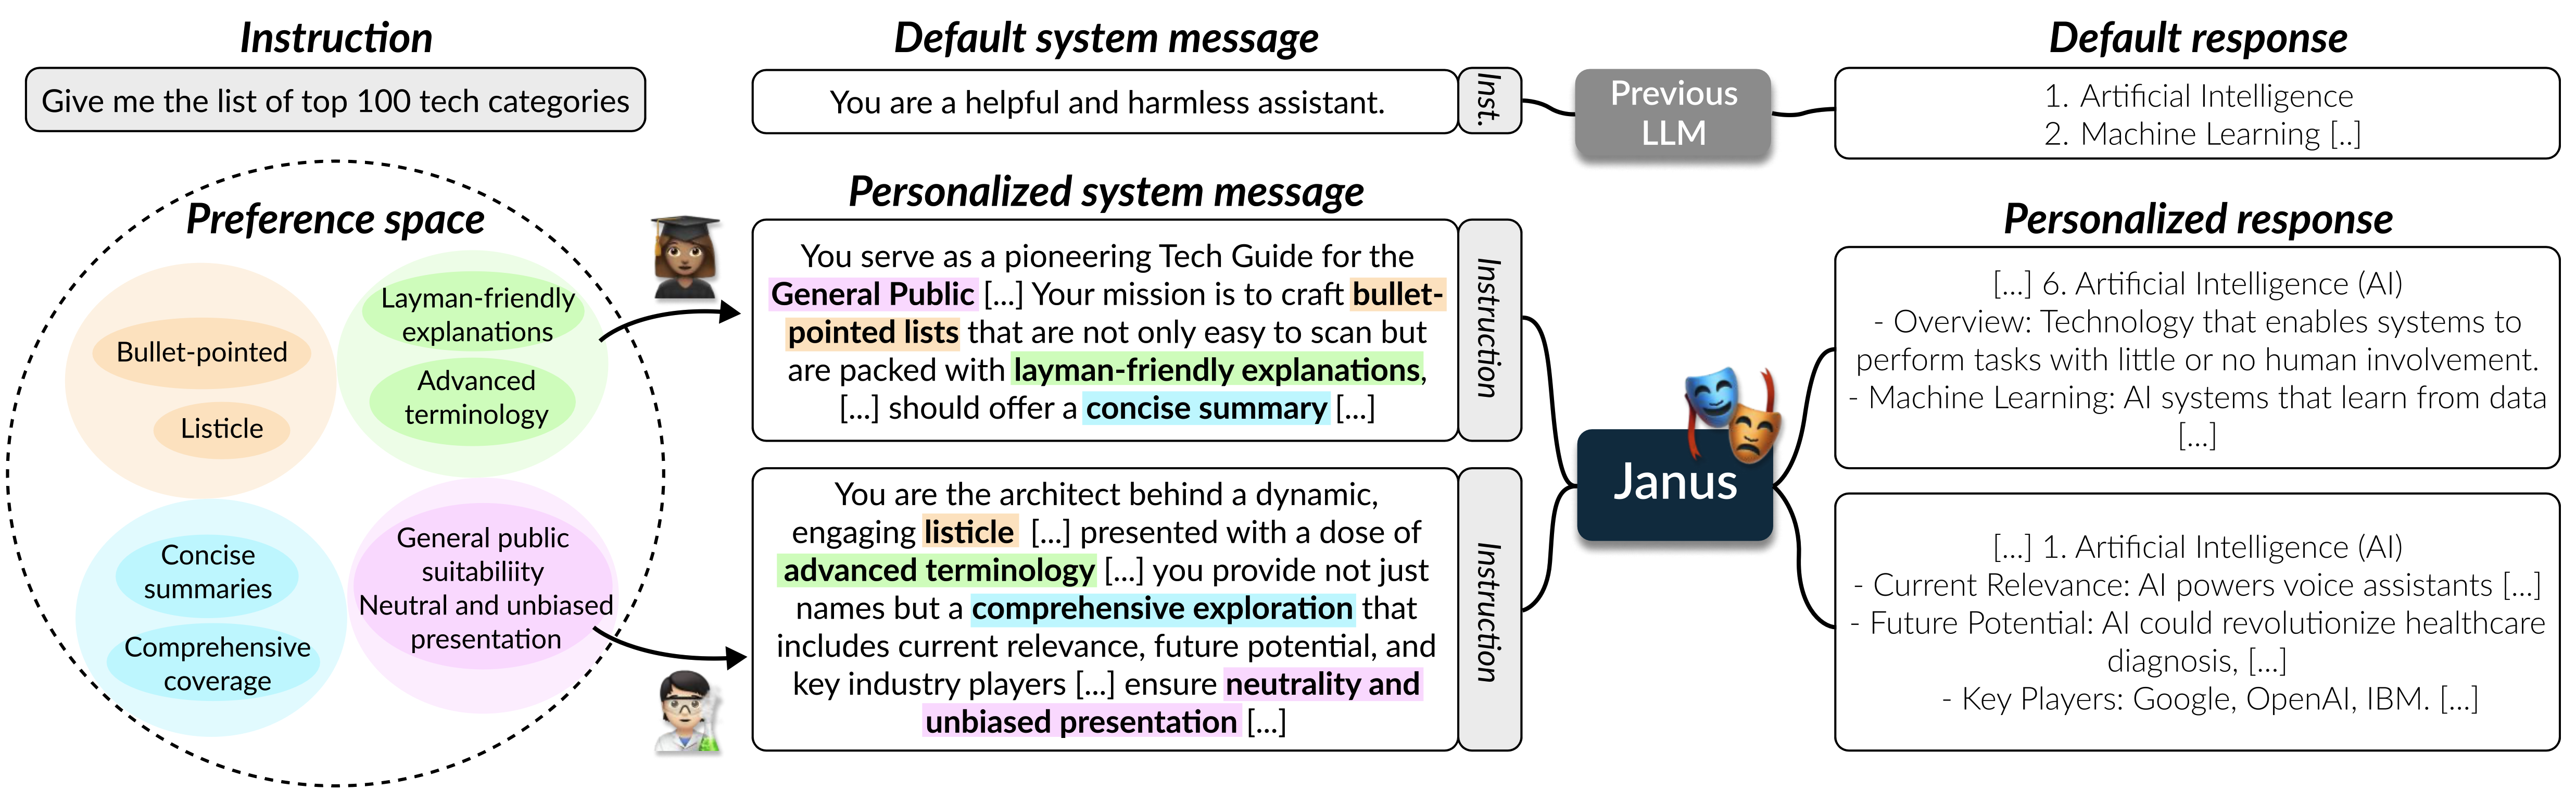 Instruction
Give me the list of top 100 tech categories
Preference space
Bullet-pointed
Listicle
Layman-friendly
explanations
Advanced
terminology
Concise
summaries
Comprehensive
coverage
General public
suitabiliity
Neutral and unbiased
presentation
Default system message
You are a helpful and harmless assistant.
Inst.
Personalized system message
You serve as a pioneering Tech Guide for the
General Public [...] Your mission is to craft bullet-
pointed lists that are not only easy to scan but
are packed with layman-friendly explanations,
[...] should offer a concise summary [...]
Instruction
You are the architect behind a dynamic,
engaging listicle [...] presented with a dose of
advanced terminology [...] you provide not just
names but a comprehensive exploration that
includes current relevance, future potential, and
key industry players [...] ensure neutrality and
unbiased presentation [...]
Instruction
Previous
LLM
Janus
Default response
1. Artificial Intelligence
2. Machine Learning [..]
Personalized response
[...] 6. Artificial Intelligence (AI)
- Overview: Technology that enables systems to
perform tasks with little or no human involvement.
- Machine Learning: AI systems that learn from data
[...]
[...] 1. Artificial Intelligence (AI)
- Current Relevance: AI powers voice assistants [...]
- Future Potential: AI could revolutionize healthcare
diagnosis, [...]
- Key Players: Google, OpenAI, IBM. [...]